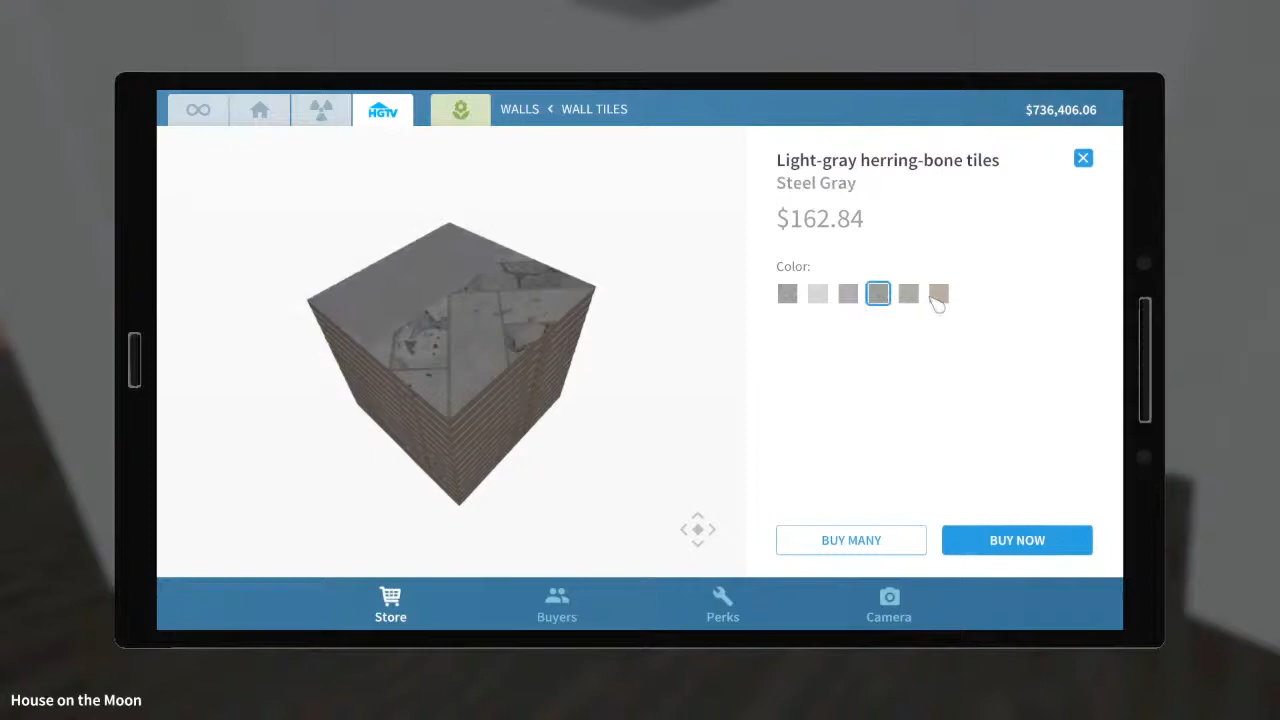 HGTV
WALLS < WALL TILES
$736,406.06
Light-gray herring-bone tiles
Steel Gray
$162.84
Color:
BUY MANY
BUY NOW
Store
Buyers
Perks
Camera
House on the Moon